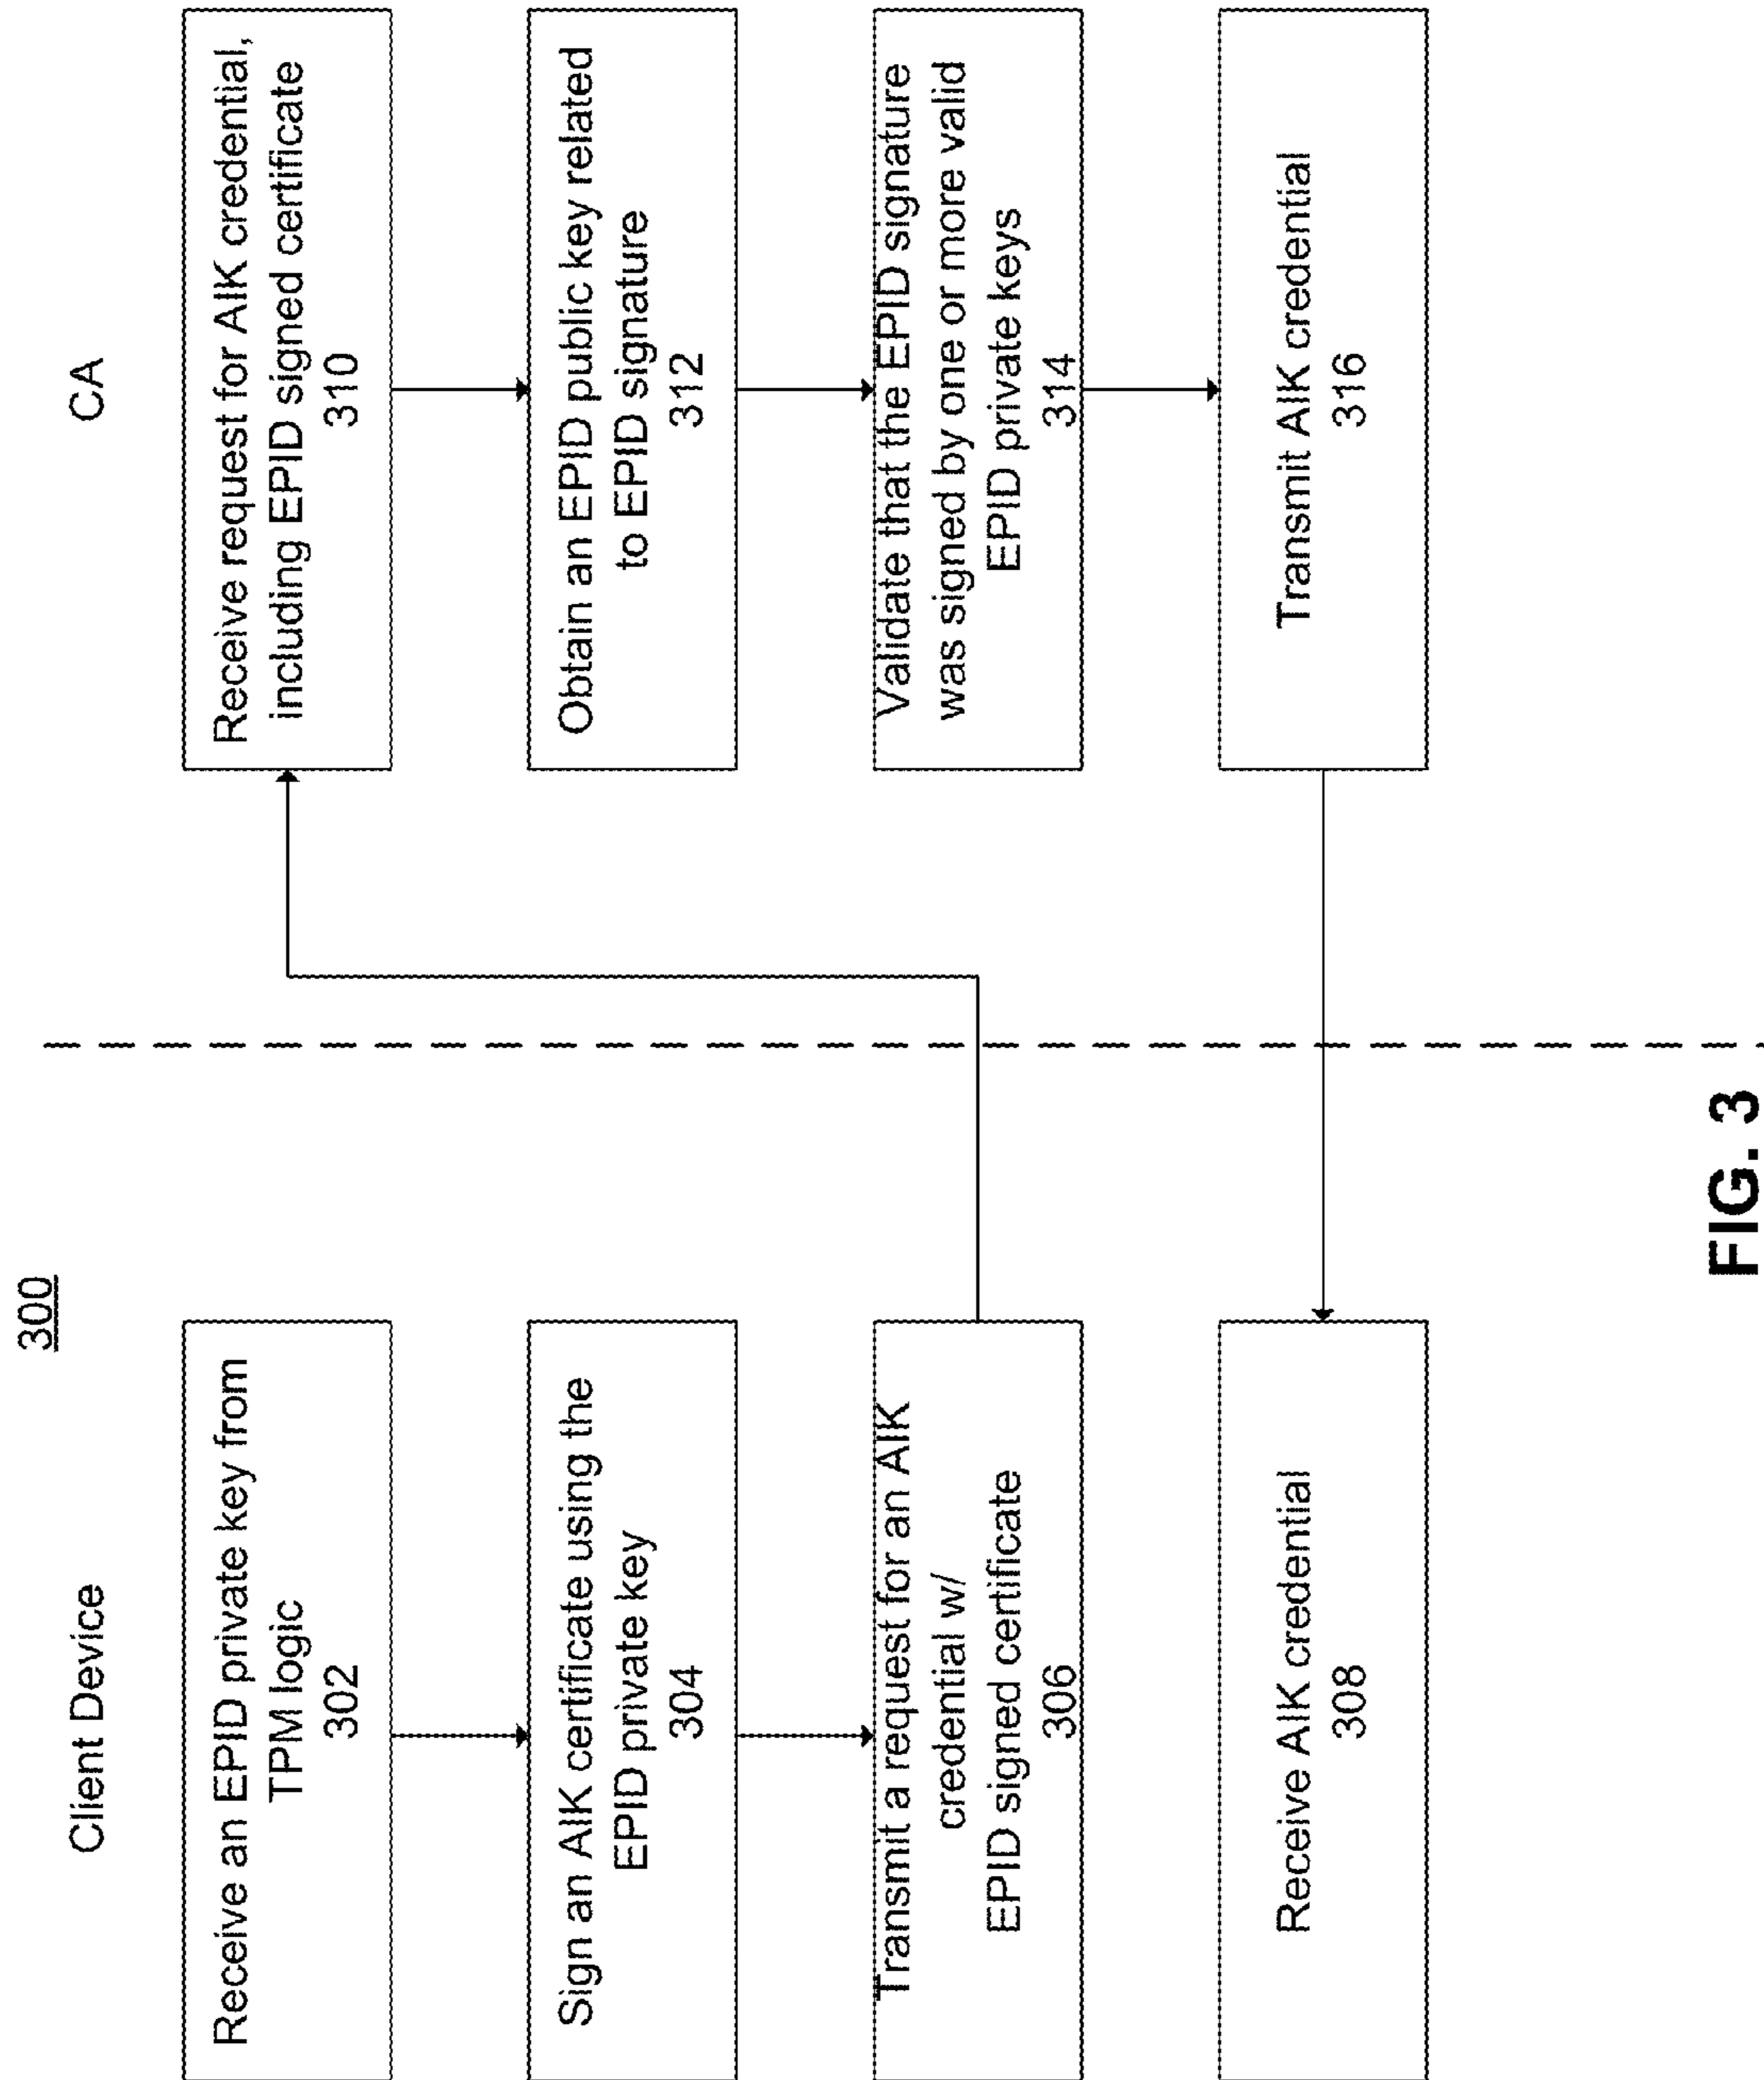 300
Client Device
Receive an EPID private key from
TPM logic
302
Sign an AIK certificate using the
EPID private key
304
Transmit a request for an AIK
credential w/
EPID signed certificate
306
Receive AIK credential
308
CA
Receive request for AIK credential,
including EPID signed certificate
310
Obtain an EPID public key related
to EPID signature
312
Validate that the EPID signature
was signed by one or more valid
EPID private keys
314
Transmit AIK credential
316
FIG. 3